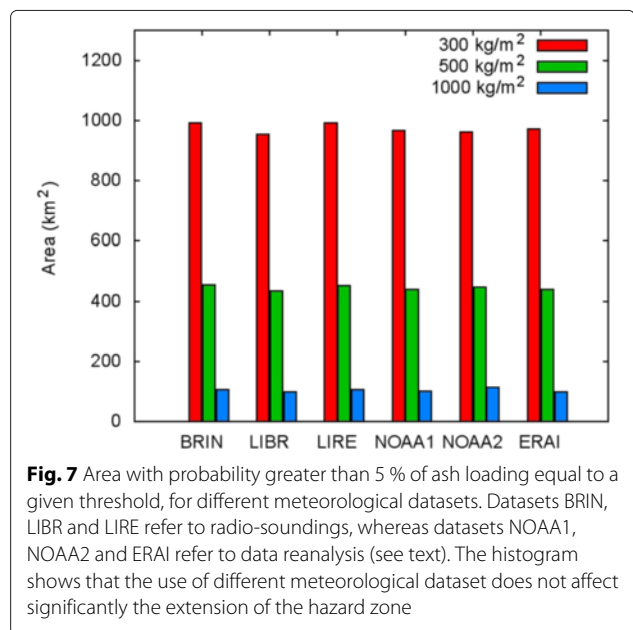 300 kg/m²
500 kg/m²
1000 kg/m²
1200
1000
800
600
400
200
0
Area (km²)
BRIN LIBR LIRE NOAA1 NOAA2 ERAI
Fig. 7 Area with probability greater than 5 % of ash loading equal to a
given threshold, for different meteorological datasets. Datasets BRIN,
LIBR and LIRE refer to radio-soundings, whereas datasets NOAA1,
NOAA2 and ERAI refer to data reanalysis (see text). The histogram
shows that the use of different meteorological dataset does not affect
significantly the extension of the hazard zone